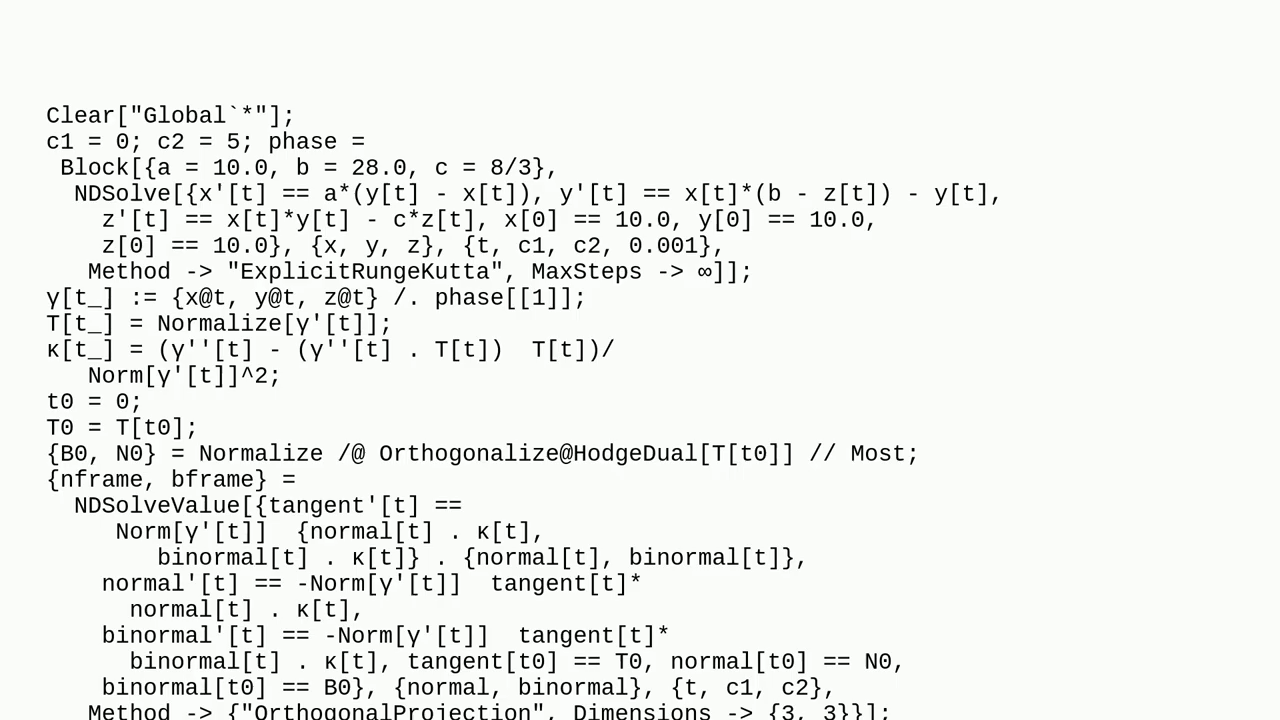 Clear["Global`*"];
c1 = 0; c2 = 5; phase =
Block[{a = 10.0, b = 28.0, c = 8/3},
NDSolve[{x'[t] == a*(y[t] - x[t]), y'[t] == x[t]*(b - z[t]) - y[t],
z'[t] == x[t]*y[t] - c*z[t], x[0] == 10.0, y[0] == 10.0,
z[0] == 10.0}, {x, y, z}, {t, c1, c2, 0.001},
Method -> "ExplicitRungeKutta", MaxSteps -> ∞]];
γ[t_] := {x@t, y@t, z@t} /. phase[[1]];
T[t_] = Normalize[γ'[t]];
κ[t_] = (γ''[t] - (γ''[t] . T[t])  T[t])/
Norm[γ'[t]]^2;
t0 = 0;
T0 = T[t0];
{B0, N0} = Normalize /@ Orthogonalize@HodgeDual[T[t0]] // Most;
{nframe, bframe} =
NDSolveValue[{tangent'[t] ==
Norm[γ'[t]]  {normal[t] . κ[t],
binormal[t] . κ[t]} . {normal[t], binormal[t]},
normal'[t] == -Norm[γ'[t]]  tangent[t]*
normal[t] . κ[t],
binormal'[t] == -Norm[γ'[t]]  tangent[t]*
binormal[t] . κ[t], tangent[t0] == T0, normal[t0] == N0,
binormal[t0] == B0}, {normal, binormal}, {t, c1, c2},
Method -> {"OrthogonalProjection", Dimensions -> {3, 3}}];